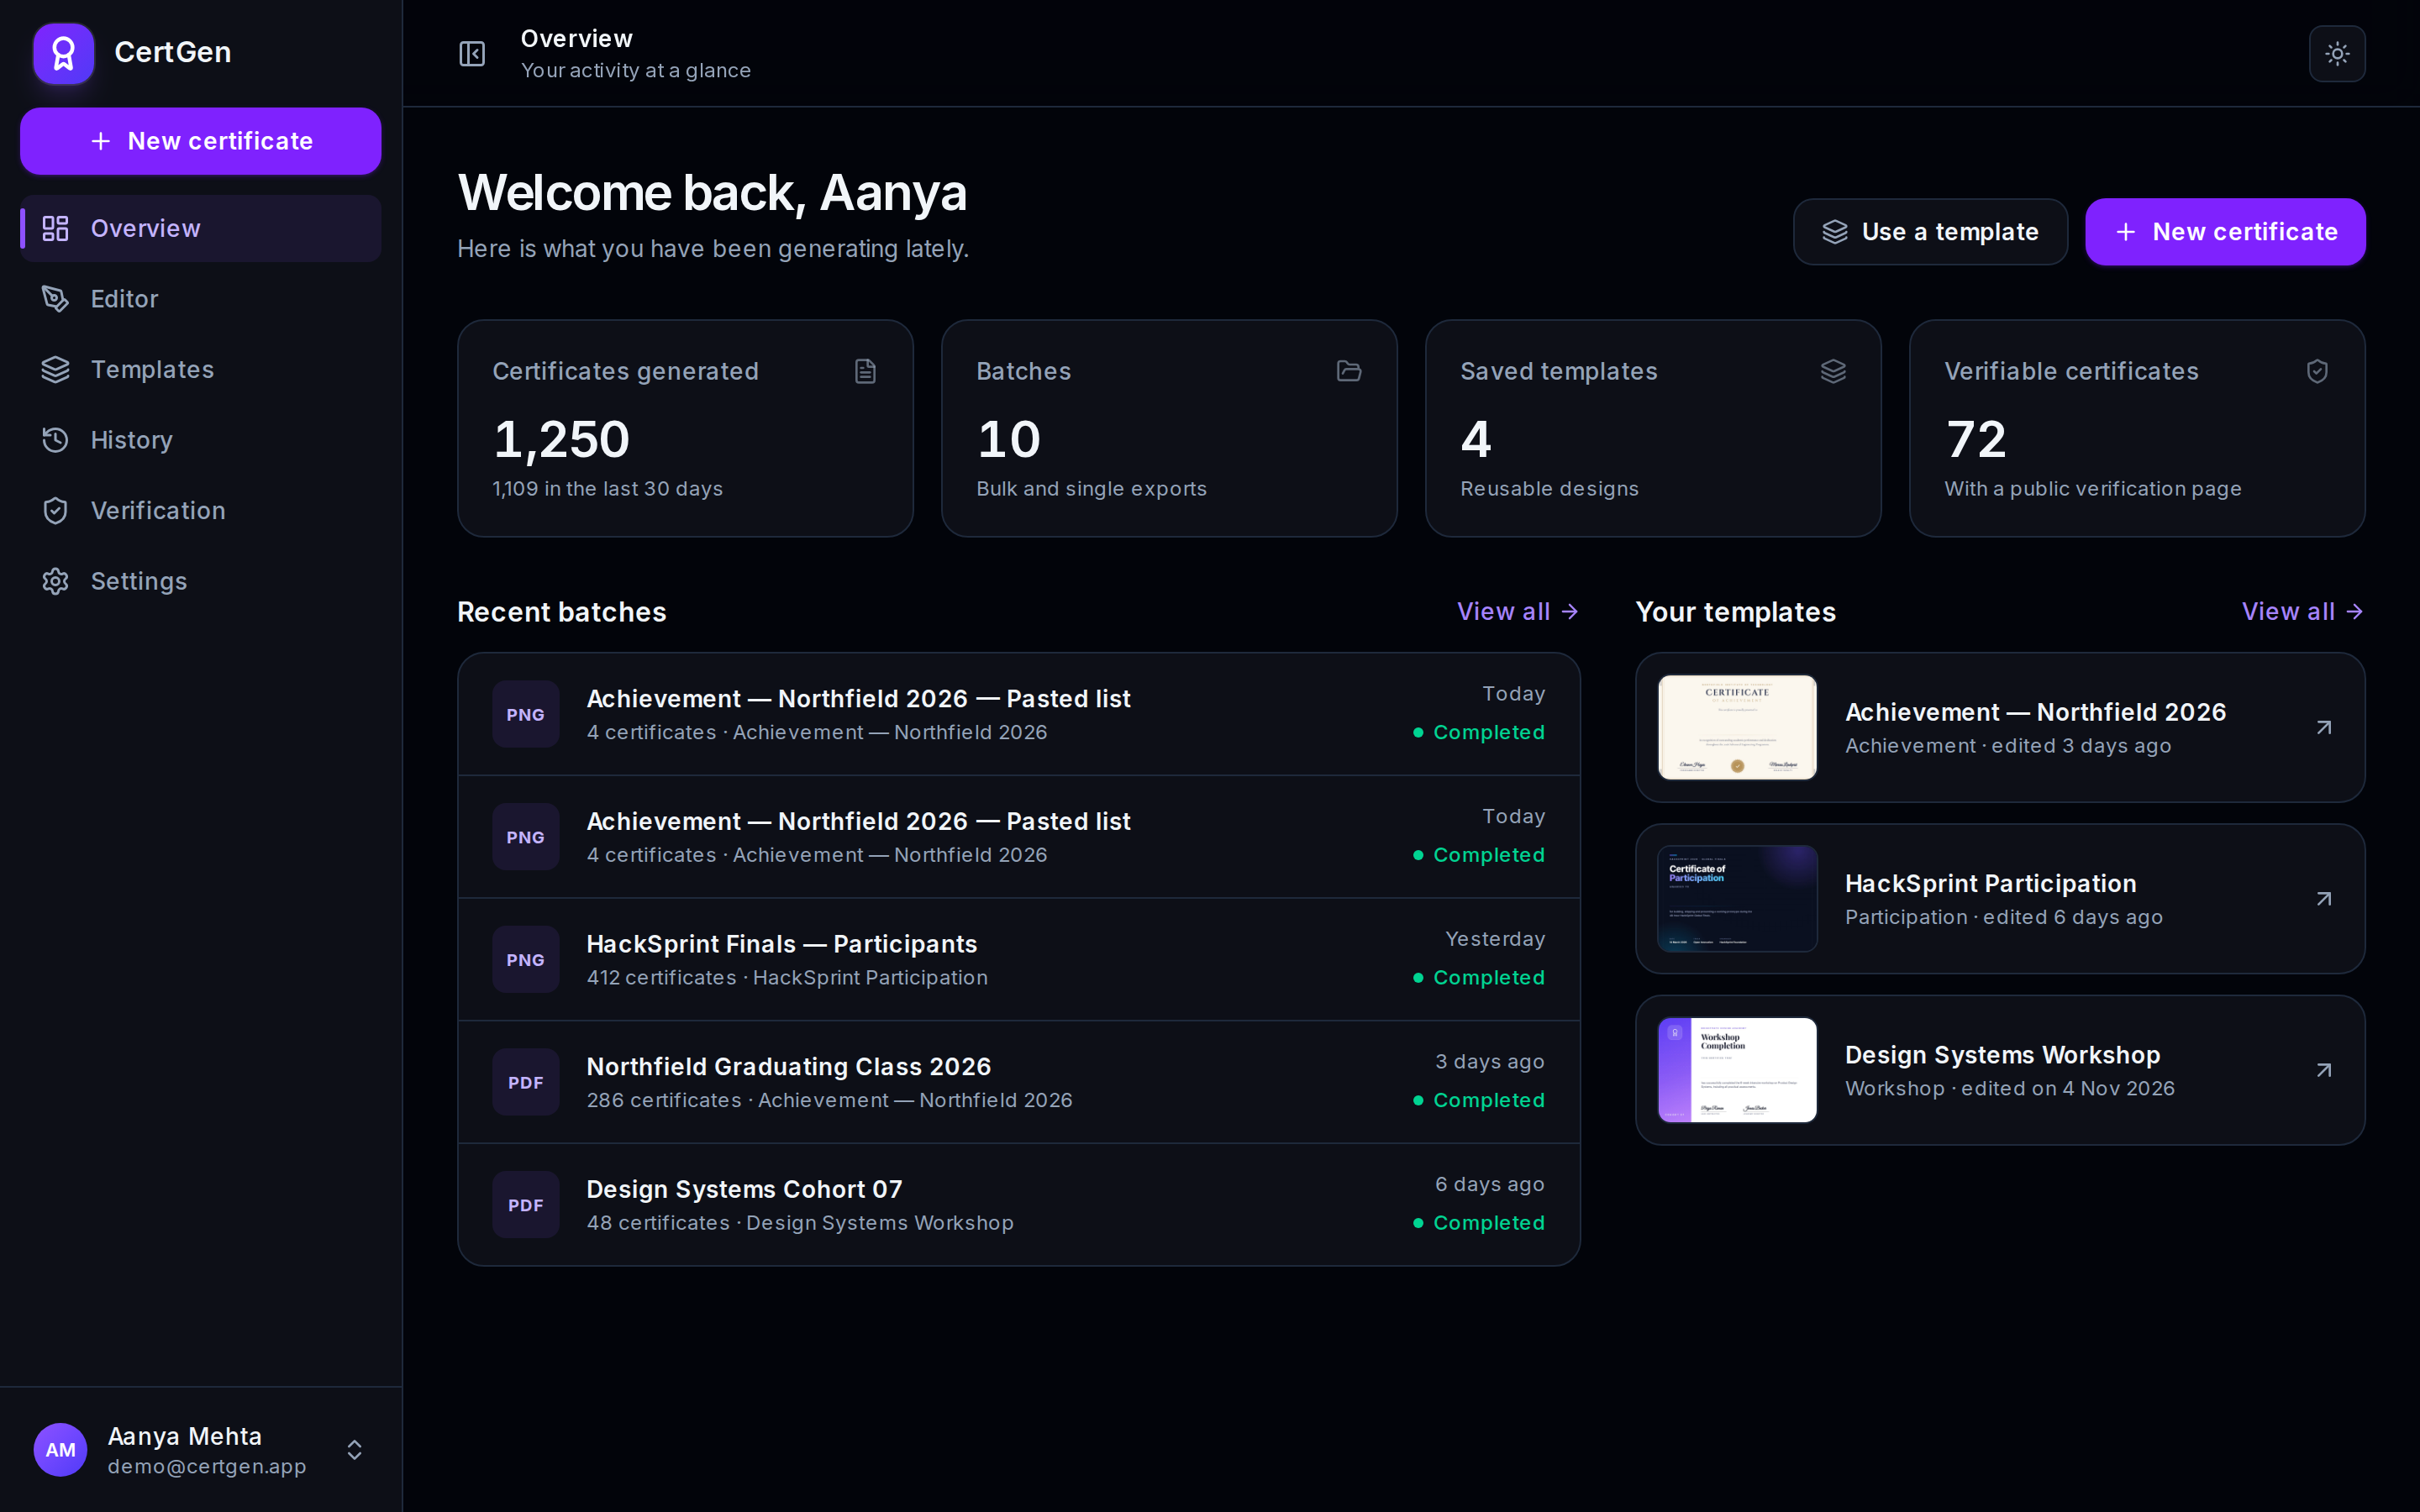 CertGen
New certificate
Overview
Editor
Templates
History
Verification
Settings
AM
Aanya Mehta
demo@certgen.app
Overview
Your activity at a glance
Welcome back, Aanya
Here is what you have been generating lately.
Use a template
New certificate
Certificates generated
1,250
1,109 in the last 30 days
Batches
10
Bulk and single exports
Saved templates
4
Reusable designs
Verifiable certificates
72
With a public verification page
Recent batches
View all
PNG
Achievement — Northfield 2026 — Pasted list
4 certificates · Achievement — Northfield 2026
Today
Completed
PNG
Achievement — Northfield 2026 — Pasted list
4 certificates · Achievement — Northfield 2026
Today
Completed
PNG
HackSprint Finals — Participants
412 certificates · HackSprint Participation
Yesterday
Completed
PDF
Northfield Graduating Class 2026
286 certificates · Achievement — Northfield 2026
3 days ago
Completed
PDF
Design Systems Cohort 07
48 certificates · Design Systems Workshop
6 days ago
Completed
Your templates
View all
CERTIFICATE
Achievement — Northfield 2026
Achievement · edited 3 days ago
Certificate of
Participation
HackSprint Participation
Participation · edited 6 days ago
Workshop
Completion
Design Systems Workshop
Workshop · edited on 4 Nov 2026